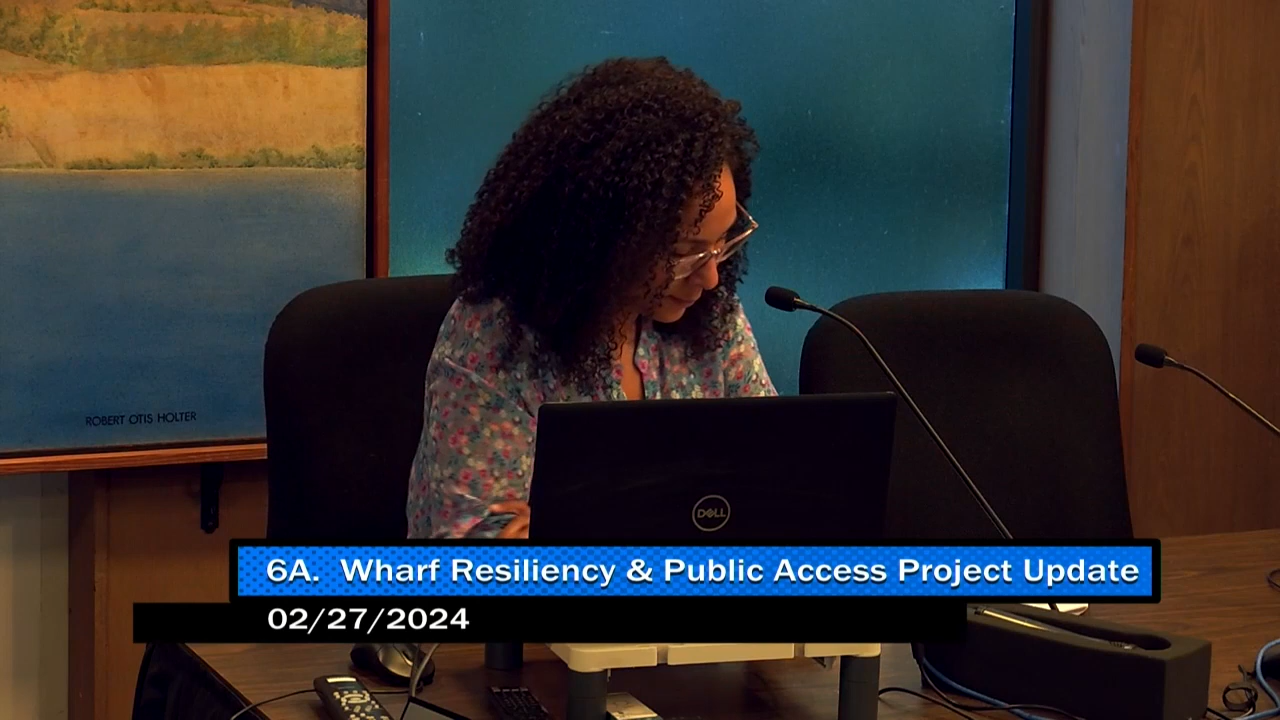 ROBERT OTIS HOLTER
DELL
6A. Wharf Resiliency & Public Access Project Update
02/27/2024